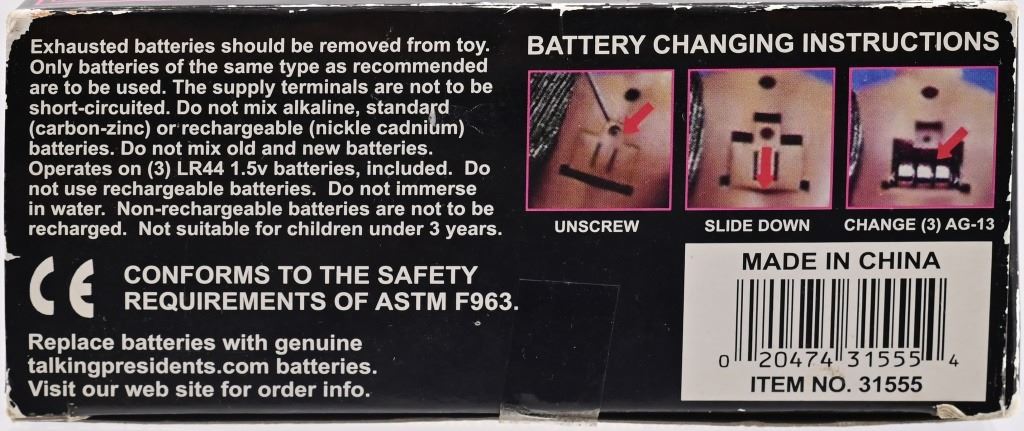 Exhausted batteries should be removed from toy.
Only batteries of the same type as recommended
are to be used. The supply terminals are not to be
short-circuited. Do not mix alkaline, standard
(carbon-zinc) or rechargeable (nickle cadnium)
batteries. Do not mix old and new batteries.
Operates on (3) LR44 1.5v batteries, included. Do
not use rechargeable batteries. Do not immerse
in water. Non-rechargeable batteries are not to be
recharged. Not suitable for children under 3 years.
CE
CONFORMS TO THE SAFETY
REQUIREMENTS OF ASTM F963.
Replace batteries with genuine
talkingpresidents.com batteries.
Visit our web site for order info.
BATTERY CHANGING INSTRUCTIONS
UNSCREW
SLIDE DOWN
CHANGE (3) AG-13
MADE IN CHINA
0 20474 31555 4
ITEM NO. 31555